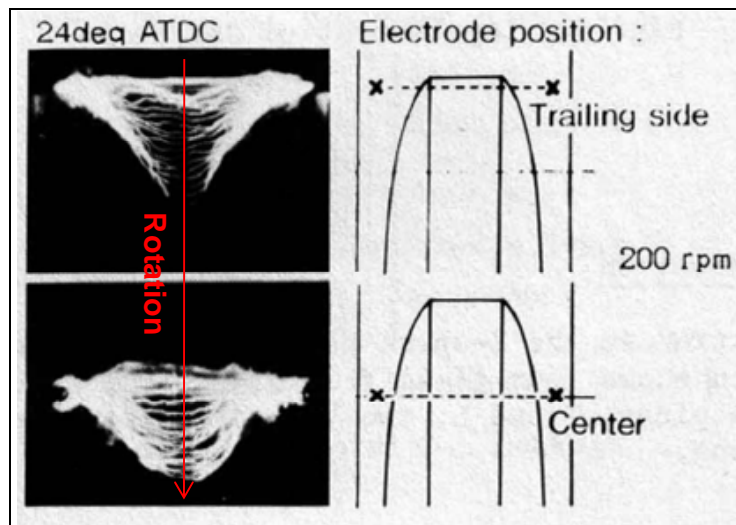 24deg ATDC
Electrode position :
Trailing side
Rotation
200 rpm
Center